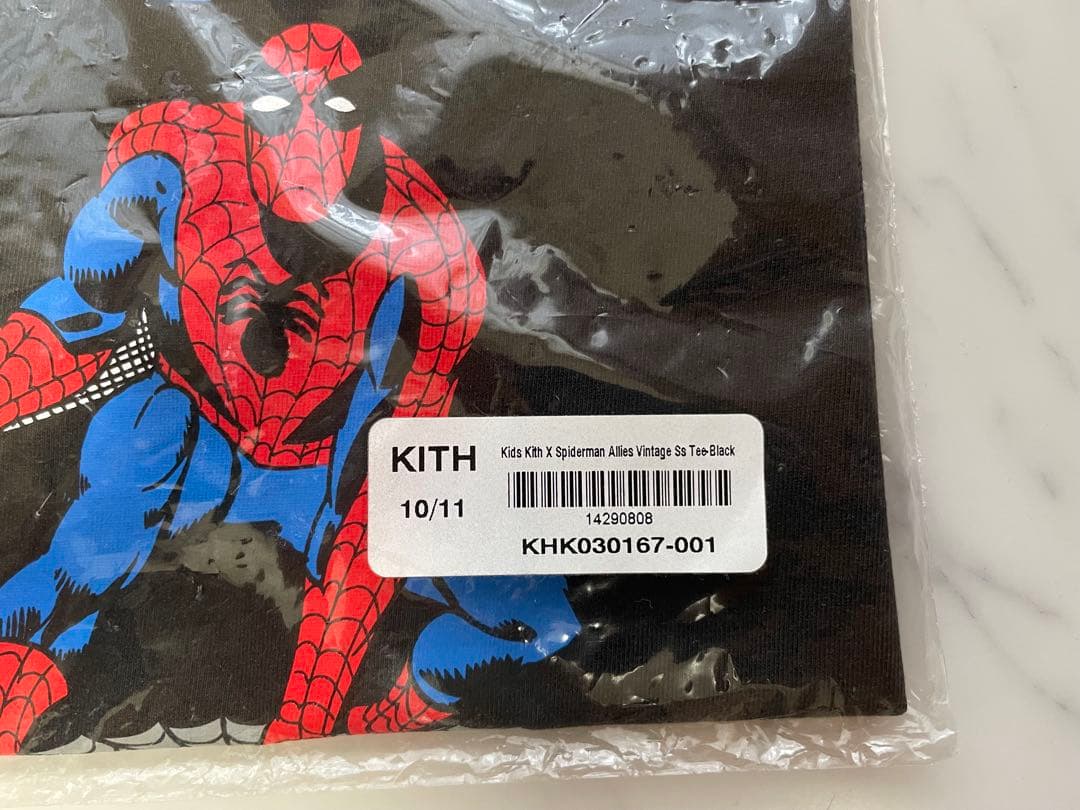 KITH
Kids Kith X Spiderman Allies Vintage Ss Tee-Black
10/11
14290808
KHK030167-001